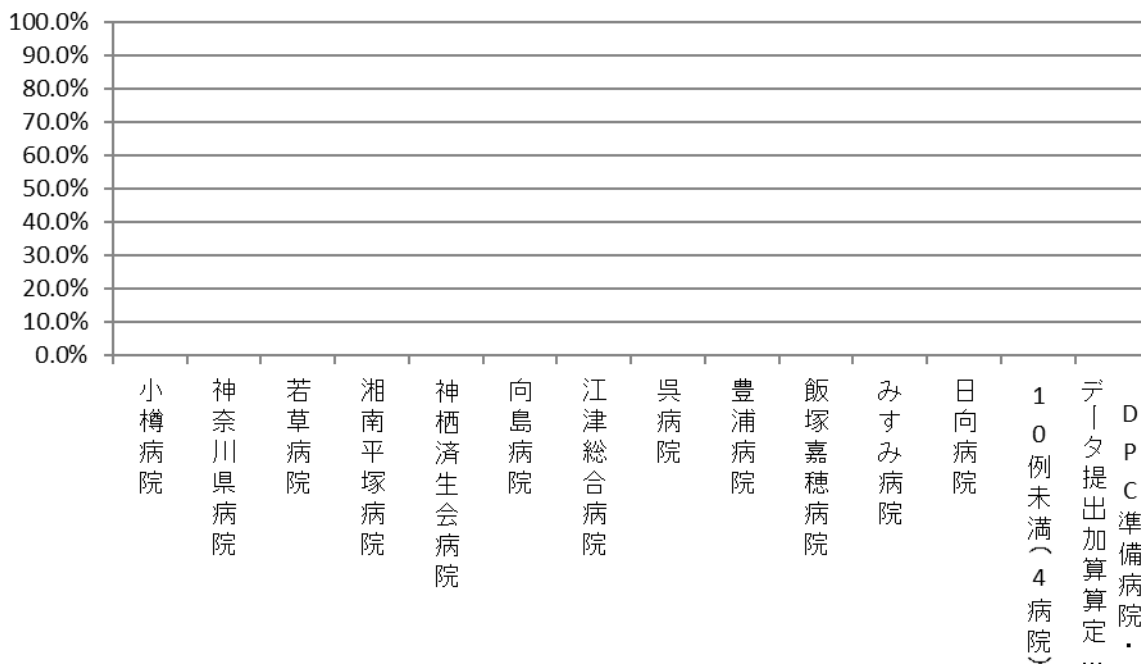 100.0%
90.0%
80.0%
70.0%
60.0%
50.0%
40.0%
30.0%
20.0%
10.0%
0.0%
小樽病院
神奈川県病院
若草病院
湘南平塚病院
神栖済生会病院
向島病院
江津総合病院
呉病院
豊浦病院
飯塚嘉穂病院
みすみ病院
日向病院
10例未満(4病院)
DPC準備病院・
データ提出加算算定…